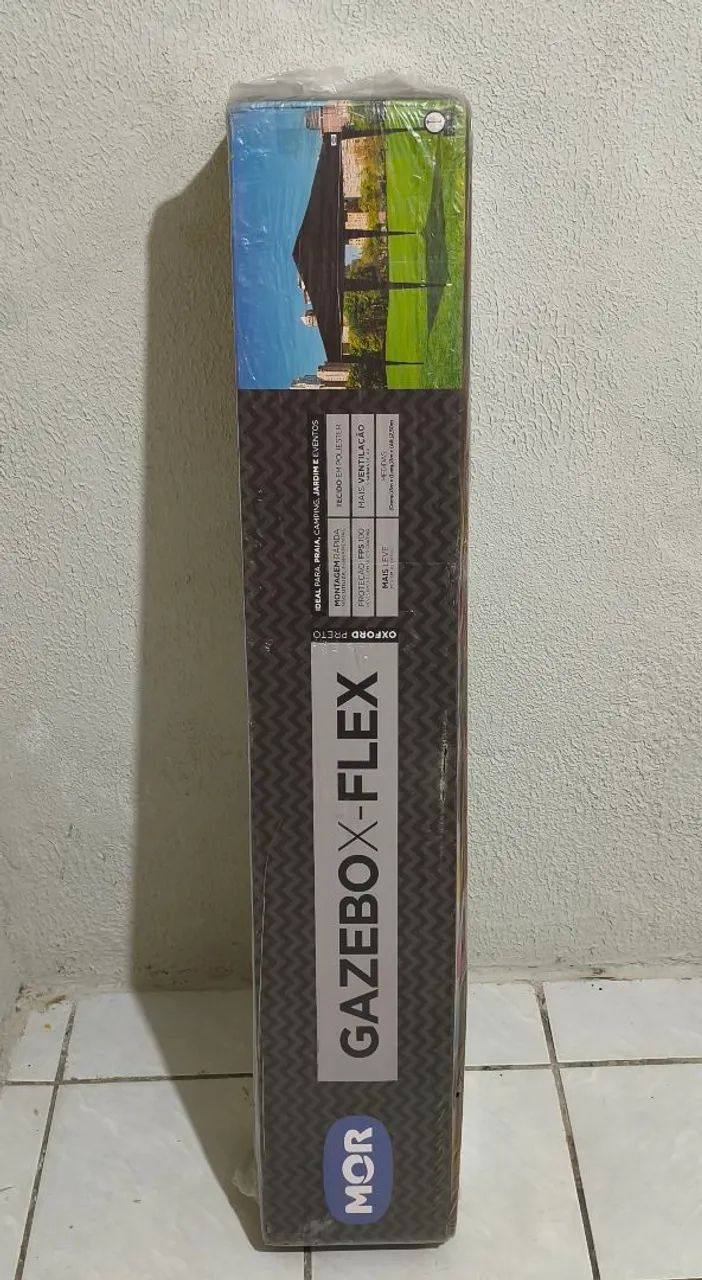 MOR
GAZEBO X-FLEX
OXFORD PRETO
IDEAL PARA PRAIA, CAMPING, JARDIM E EVENTOS
MONTAGEM RÁPIDA
TECIDO EM POLIÉSTER
PROTEÇÃO FPS 100
MAIS VENTILAÇÃO
MAIS LEVE
MEDIDAS